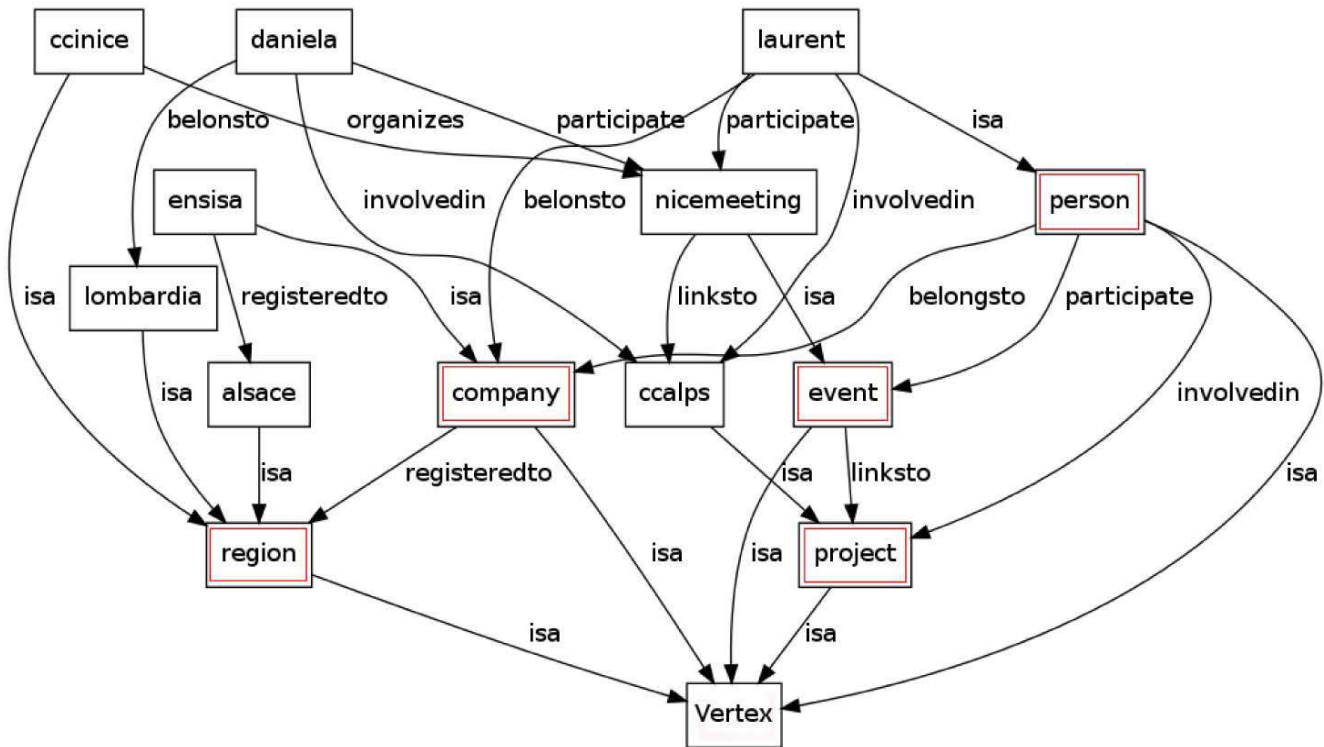 ccinice
daniela
laurent
belonsto
organizes
participate
participate
isa
ensisa
involvedin
belonsto
nicemeeting
involvedin
person
isa
lombardia
registeredto
isa
linksto
isa
belongsto
participate
isa
alsace
company
ccalps
event
involvedin
isa
registeredto
isa
linksto
isa
region
isa
isa
project
isa
isa
Vertex